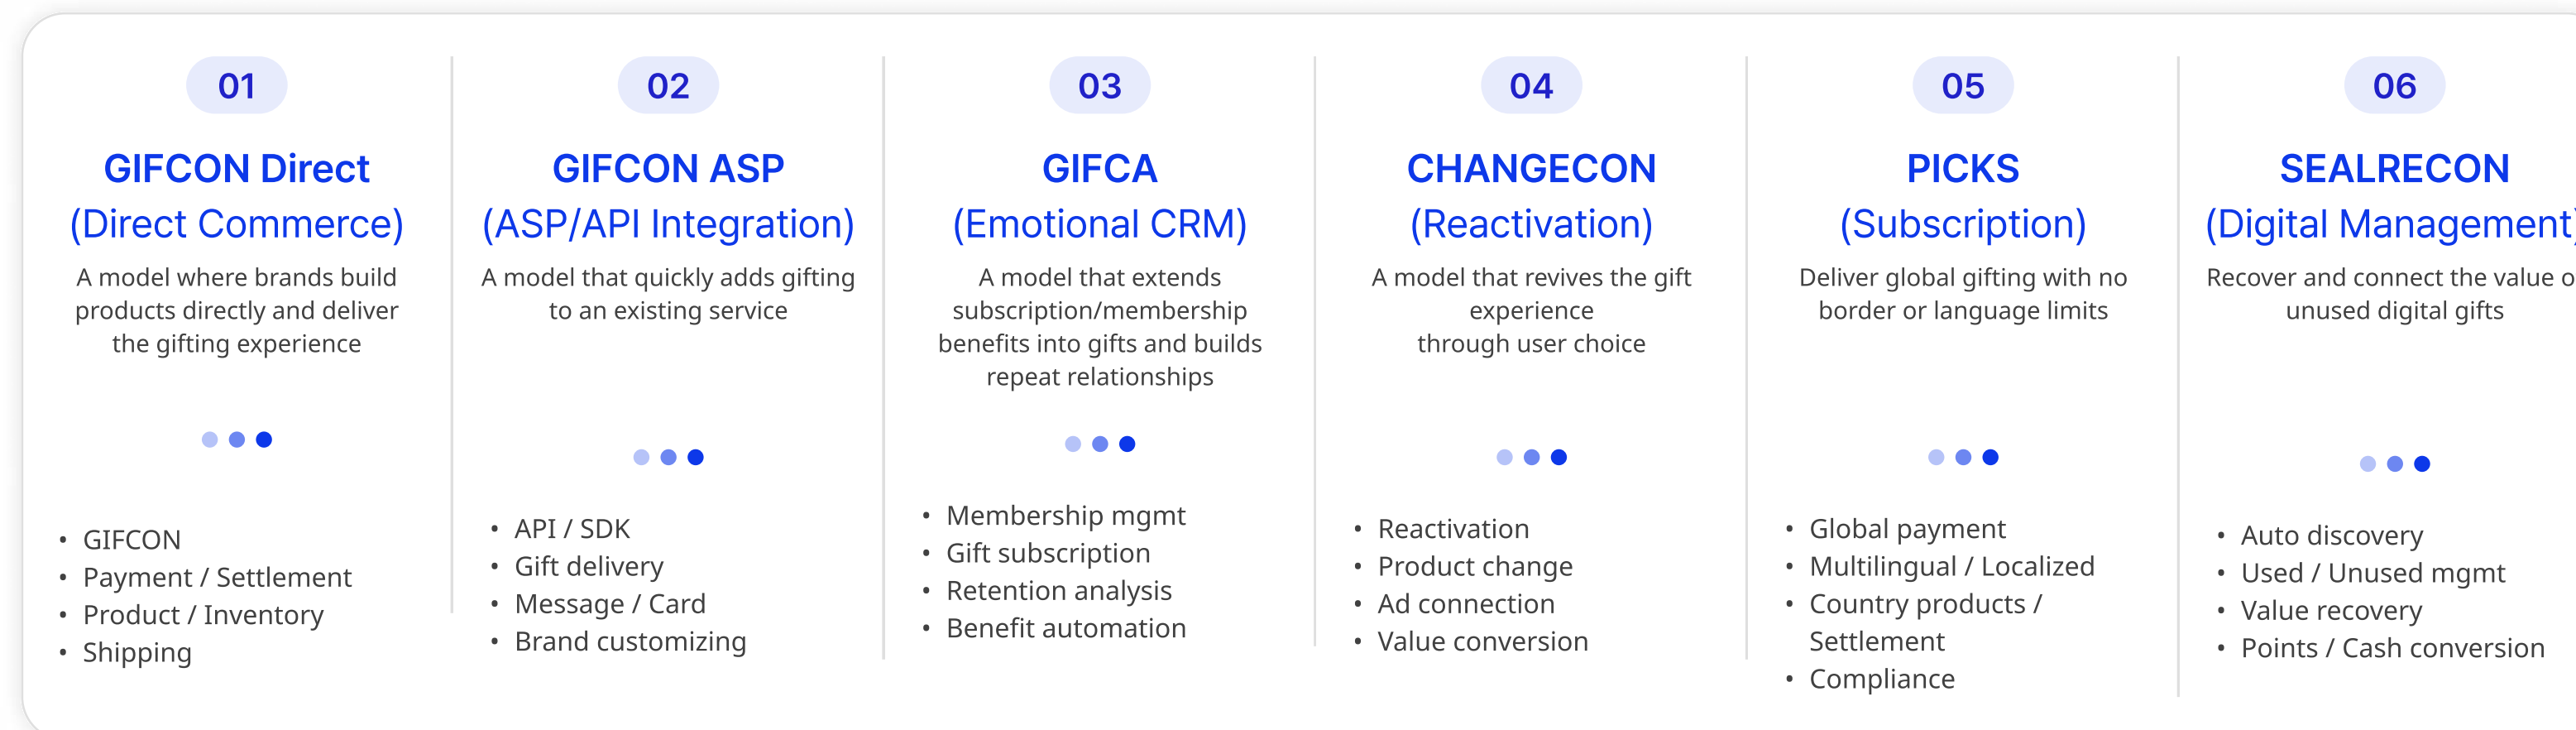 01
GIFCON Direct
(Direct Commerce)
A model where brands build
products directly and deliver
the gifting experience
• GIFCON
• Payment / Settlement
• Product / Inventory
• Shipping
02
GIFCON ASP
(ASP/API Integration)
A model that quickly adds gifting
to an existing service
• API / SDK
• Gift delivery
• Message / Card
• Brand customizing
03
GIFCA
(Emotional CRM)
A model that extends
subscription/membership
benefits into gifts and builds
repeat relationships
• Membership mgmt
• Gift subscription
• Retention analysis
• Benefit automation
04
CHANGECON
(Reactivation)
A model that revives the gift
experience
through user choice
• Reactivation
• Product change
• Ad connection
• Value conversion
05
PICKS
(Subscription)
Deliver global gifting with no
border or language limits
• Global payment
• Multilingual / Localized
• Country products /
Settlement
• Compliance
06
SEALRECON
(Digital Management)
Recover and connect the value
unused digital gifts
• Auto discovery
• Used / Unused mgmt
• Value recovery
• Points / Cash conversion